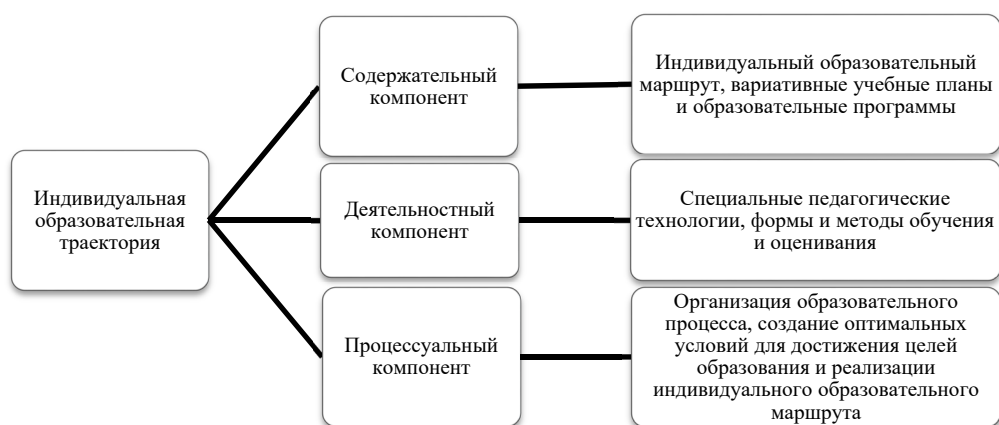 Индивидуальная
образовательная
траектория
Содержательный
компонент
Индивидуальный образовательный
маршрут, вариативные учебные планы
и образовательные программы
Деятельностный
компонент
Специальные педагогические
технологии, формы и методы обучения
и оценивания
Процессуальный
компонент
Организация образовательного
процесса, создание оптимальных
условий для достижения целей
образования и реализации
индивидуального образовательного
маршрута